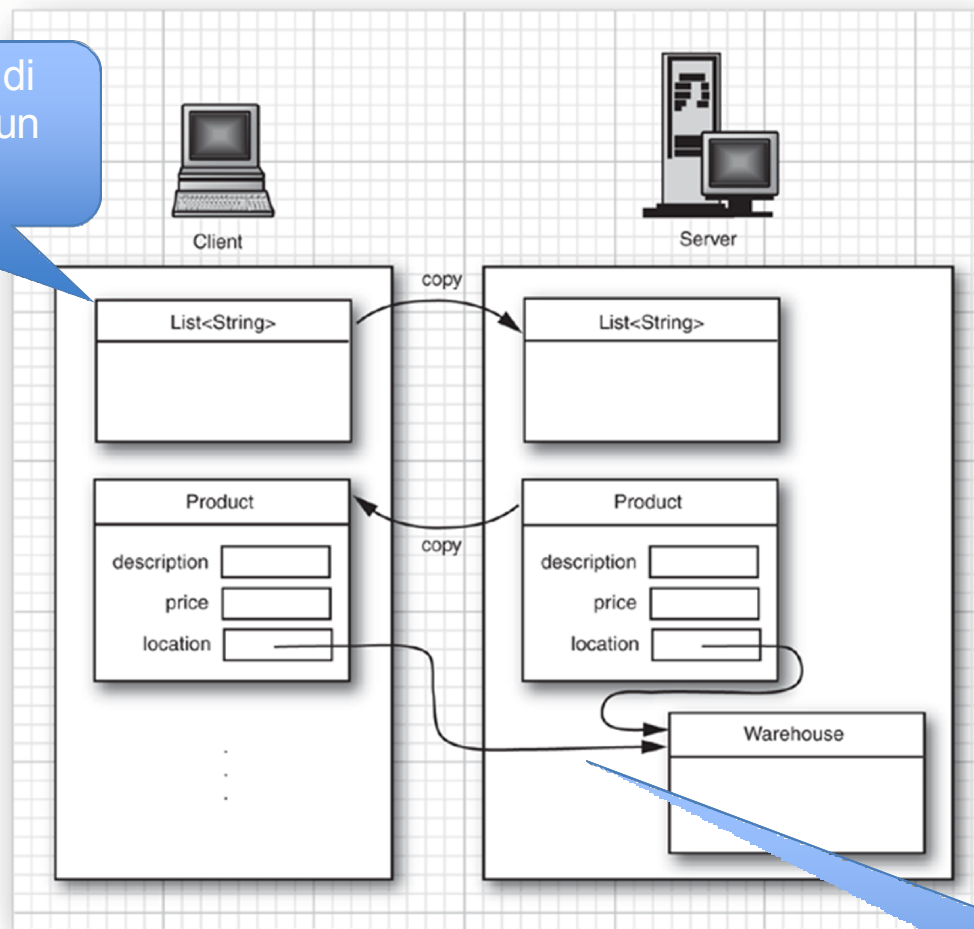 di
un
Client
Server
copy
List<String>
List<String>
Product
Product
copy
description
description
price
price
location
location
Warehouse